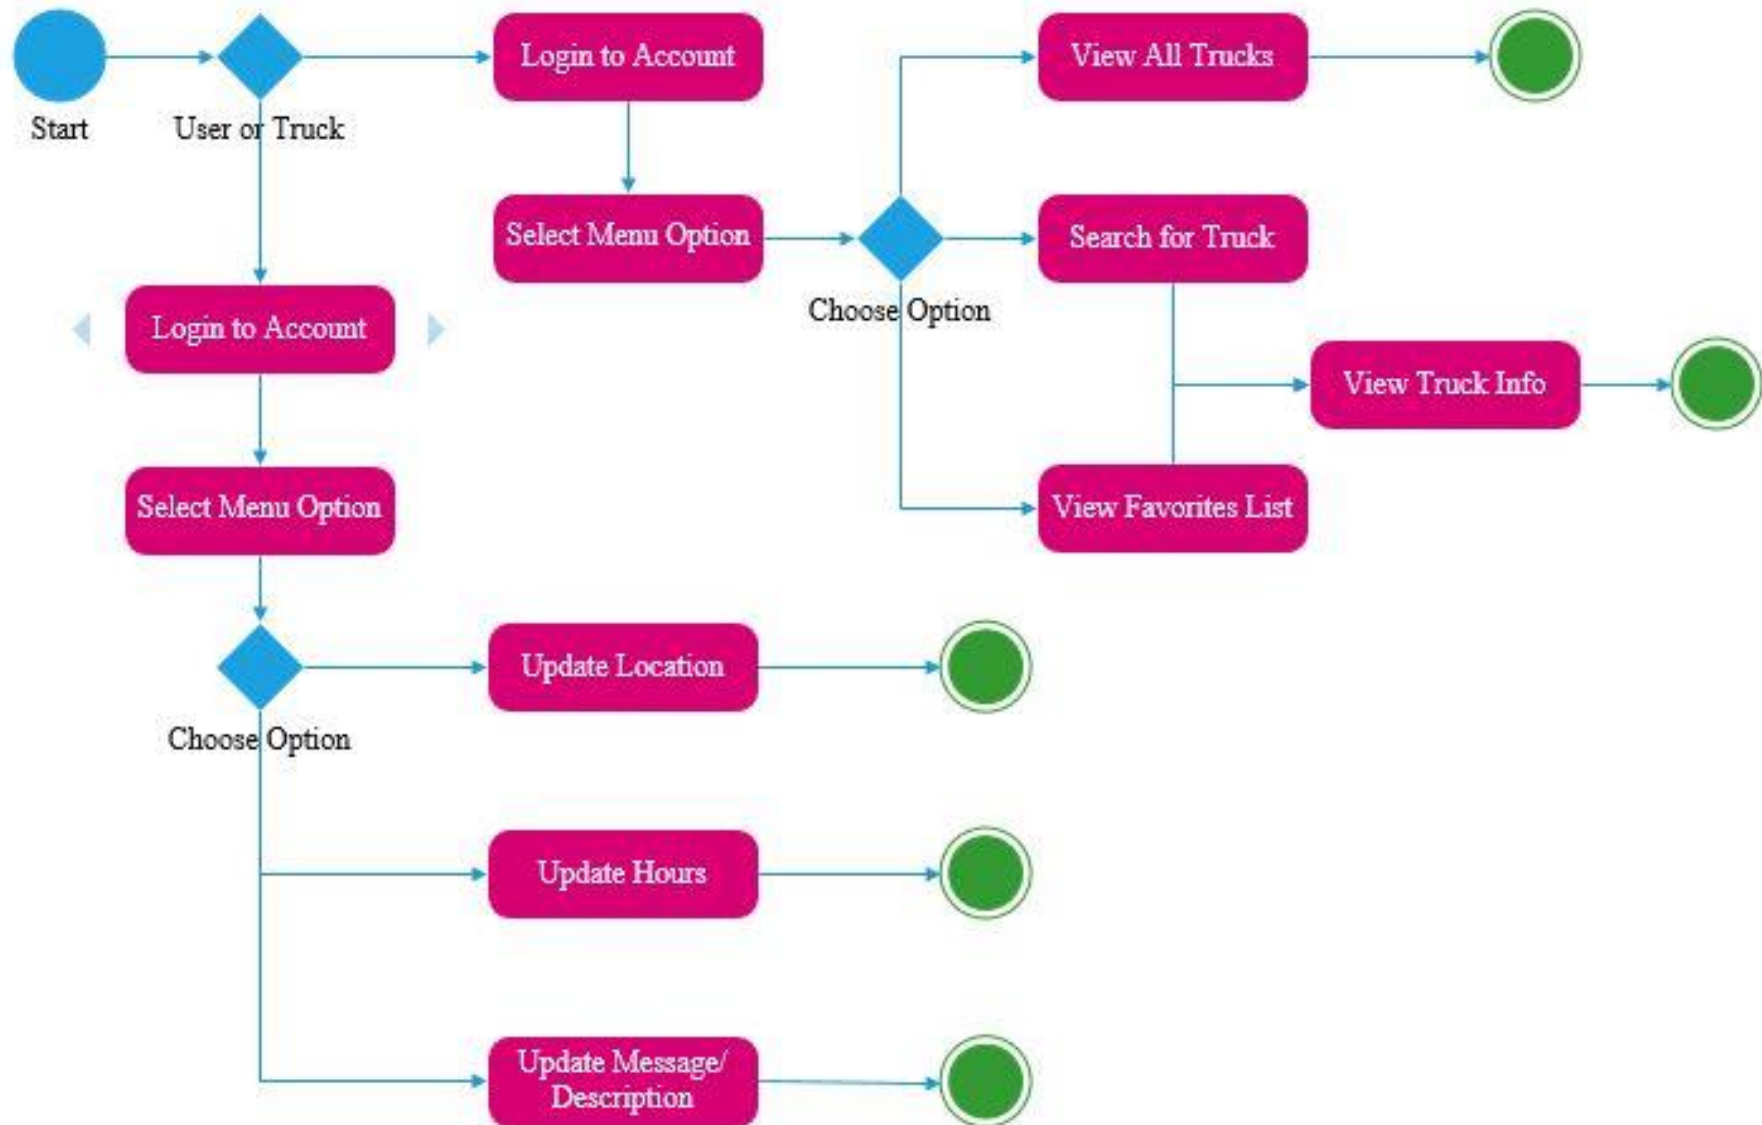 Login to Account
View All Trucks
Start
User or Truck
Select Menu Option
Search for Truck
Choose Option
Login to Account
View Truck Info
Select Menu Option
View Favorites List
Update Location
Choose Option
Update Hours
Update Message/
Description